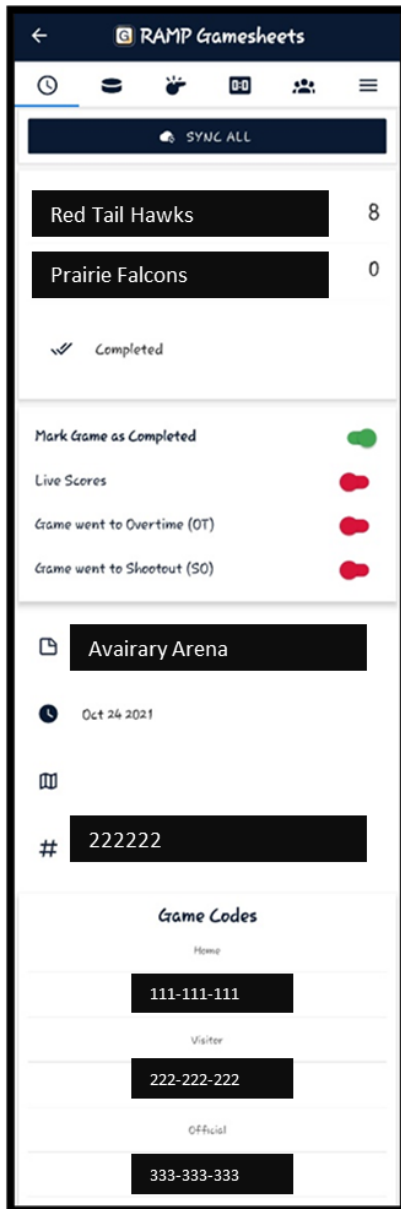 RAMP Gamesheets
0:0
SYNC ALL
Red Tail Hawks 8
Prairie Falcons 0
Completed
Mark Game as Completed
Live Scores
Game went to Overtime (OT)
Game went to Shootout (SO)
Avairary Arena
Oct 24 2021
# 222222
Game Codes
Home
111-111-111
Visitor
222-222-222
Official
333-333-333